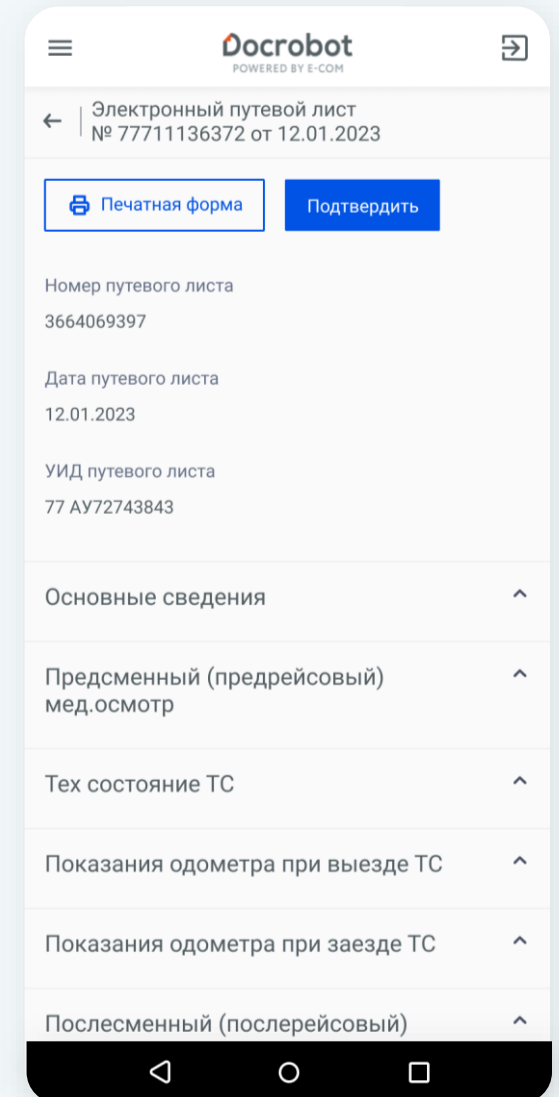 Docrobot
POWERED BY E-COM
Электронный путевой лист
№ 77711136372 от 12.01.2023
Печатная форма
Подтвердить
Номер путевого листа
3664069397
Дата путевого листа
12.01.2023
УИД путевого листа
77 АУ72743843
Основные сведения
Предсменный (предрейсовый)
мед.осмотр
Тех состояние ТС
Показания одометра при выезде ТС
Показания одометра при заезде ТС
Послесменный (послерейсовый)